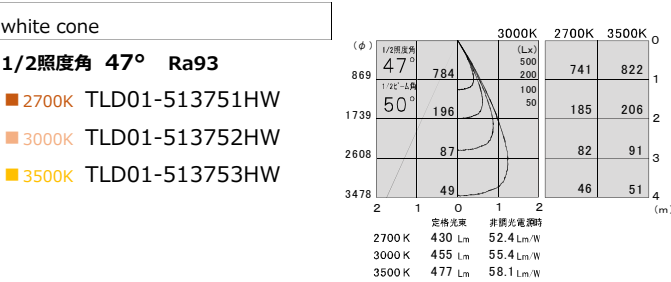 white cone
1/2照度角 47° Ra93
2700K TLD01-513751HW
3000K TLD01-513752HW
3500K TLD01-513753HW
3000K 2700K 3500K
(φ) 1/2照度角 (Lx) 0
47° 500
869 784 200 741 822 1
1/2ビーム角 100
50° 50
1739 196 185 206 2
2608 87 82 91 3
3478 49 46 51 4
2 1 0 1 2 (m)
定格光束 非調光電源時
2700K 430 Lm 52.4 Lm/W
3000K 455 Lm 55.4 Lm/W
3500K 477 Lm 58.1 Lm/W